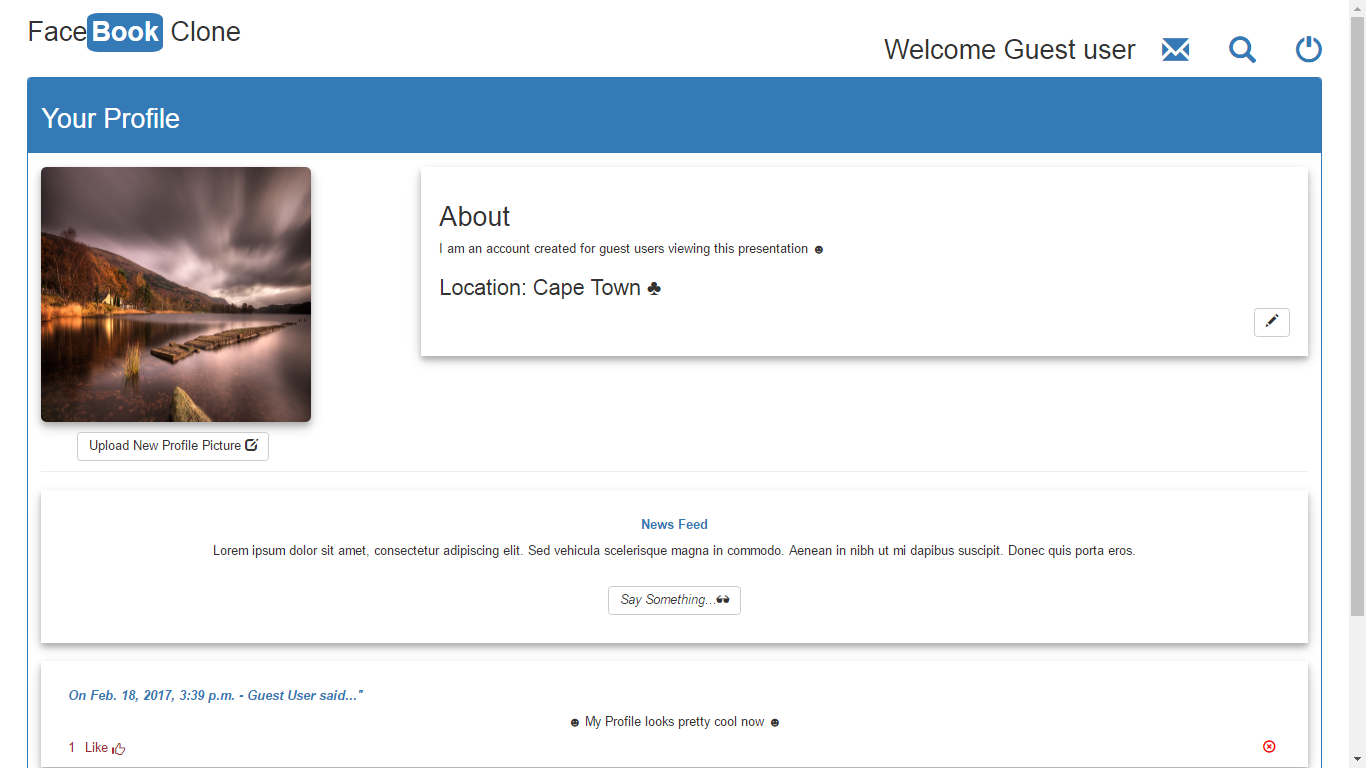 FaceBook Clone
Welcome Guest user
Your Profile
About
I am an account created for guest users viewing this presentation ☻
Location: Cape Town ♣
Upload New Profile Picture
News Feed
Lorem ipsum dolor sit amet, consectetur adipiscing elit. Sed vehicula scelerisque magna in commodo. Aenean in nibh ut mi dapibus suscipit. Donec quis porta eros.
Say Something...
On Feb. 18, 2017, 3:39 p.m. - Guest User said..."
☻ My Profile looks pretty cool now ☻
1 Like